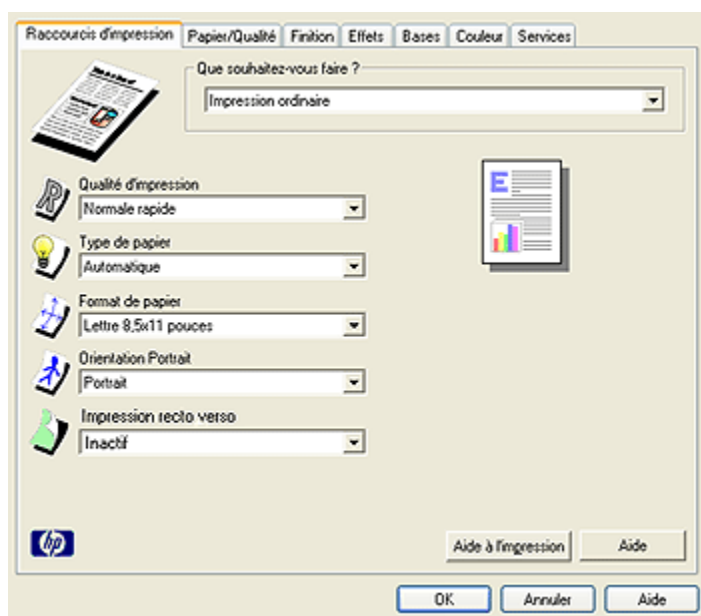 Raccourcis d'impression Papier/Qualité Finition Effets Bases Couleur Services
Que souhaitez-vous faire ?
Impression ordinaire
Qualité d'impression
Normale rapide
Type de papier
Automatique
Format de papier
Lettre 8,5x11 pouces
Orientation Portrait
Portrait
Impression recto verso
Inactif
hp
Aide à l'impression Aide
OK Annuler Aide